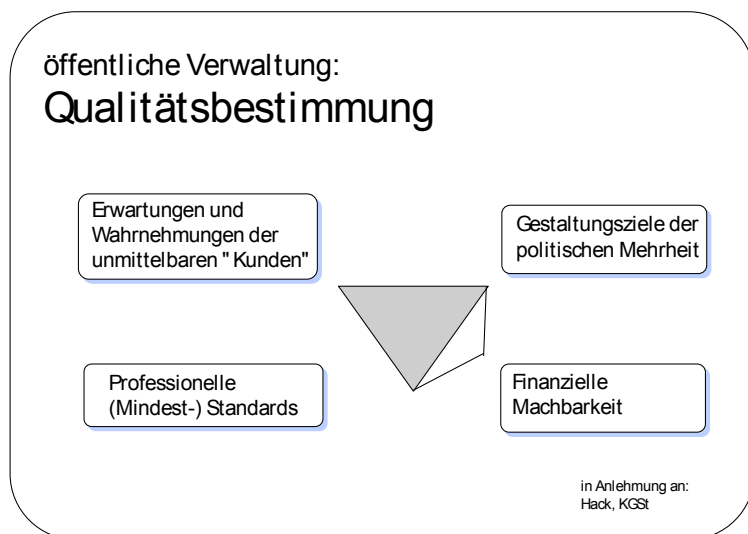 öffentliche Verwaltung:
Qualitätsbestimmung
Erwartungen und
Wahrnehmungen der
unmittelbaren "Kunden"
Gestaltungsziele der
politischen Mehrheit
Professionelle
(Mindest-) Standards
Finanzielle
Machbarkeit
in Anlehmung an:
Hack, KGSt